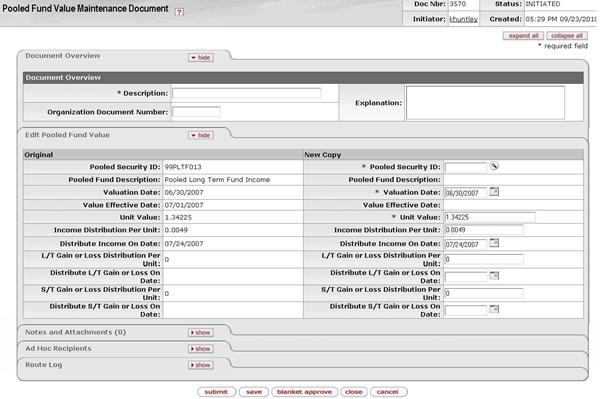 Pooled Fund Value Maintenance Document ?
Doc Nbr: 3570 Status: INITIATED
Initiator: khuntley Created: 05:29 PM 09/23/2010
expand all collapse all
* required field
Document Overview hide
Document Overview
* Description: Explanation:
Organization Document Number:
Edit Pooled Fund Value hide
Original New Copy
Pooled Security ID: 99PLTF013 * Pooled Security ID:
Pooled Fund Description: Pooled Long Term Fund Income Pooled Fund Description:
Valuation Date: 06/30/2007 * Valuation Date: 06/30/2007
Value Effective Date: 07/01/2007 Value Effective Date:
Unit Value: 1.34225 * Unit Value: 1.34225
Income Distribution Per Unit: 0.0049 Income Distribution Per Unit: 0.0049
Distribute Income On Date: 07/24/2007 Distribute Income On Date: 07/24/2007
L/T Gain or Loss Distribution Per Unit: 0 L/T Gain or Loss Distribution Per Unit: 0
Distribute L/T Gain or Loss On Date: Distribute L/T Gain or Loss On Date:
S/T Gain or Loss Distribution Per Unit: 0 S/T Gain or Loss Distribution Per Unit: 0
Distribute S/T Gain or Loss On Date: Distribute S/T Gain or Loss On Date:
Notes and Attachments (0) show
Ad Hoc Recipients show
Route Log show
submit save blanket approve close cancel